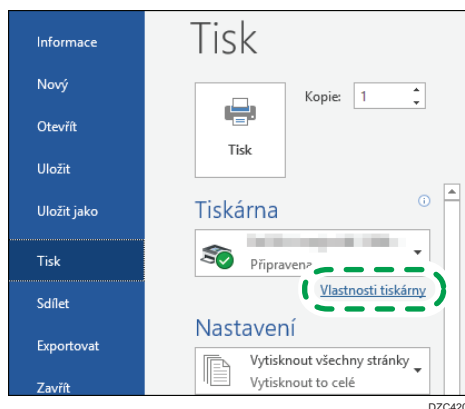 Informace
Nový
Otevřít
Uložit
Uložit jako
Tisk
Sdílet
Exportovat
Zavřít
Tisk
Kopie: 1
Tisk
Tiskárna
Připravena
Vlastnosti tiskárny
Nastavení
Vytisknout všechny stránky
Vytisknout to celé